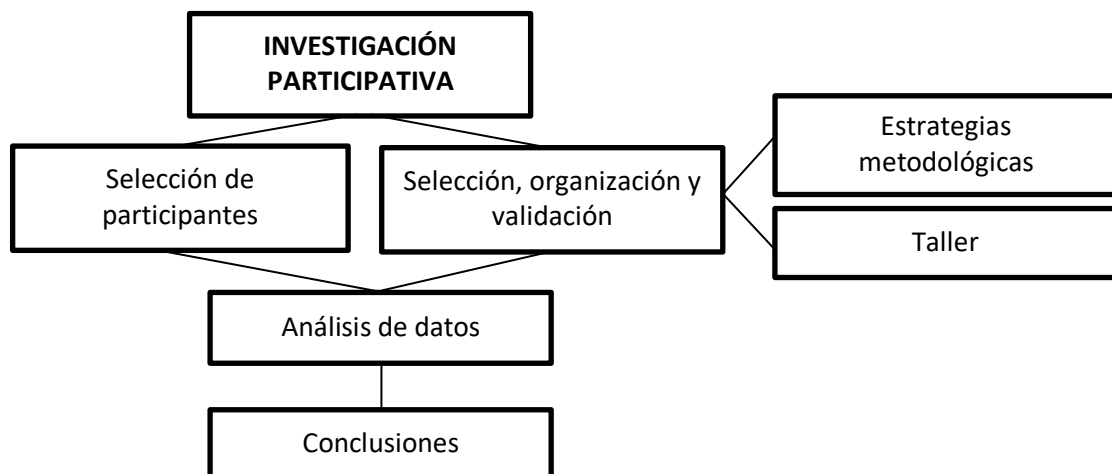 INVESTIGACIÓN
PARTICIPATIVA
Selección de
participantes
Selección, organización y
validación
Estrategias
metodológicas
Taller
Análisis de datos
Conclusiones